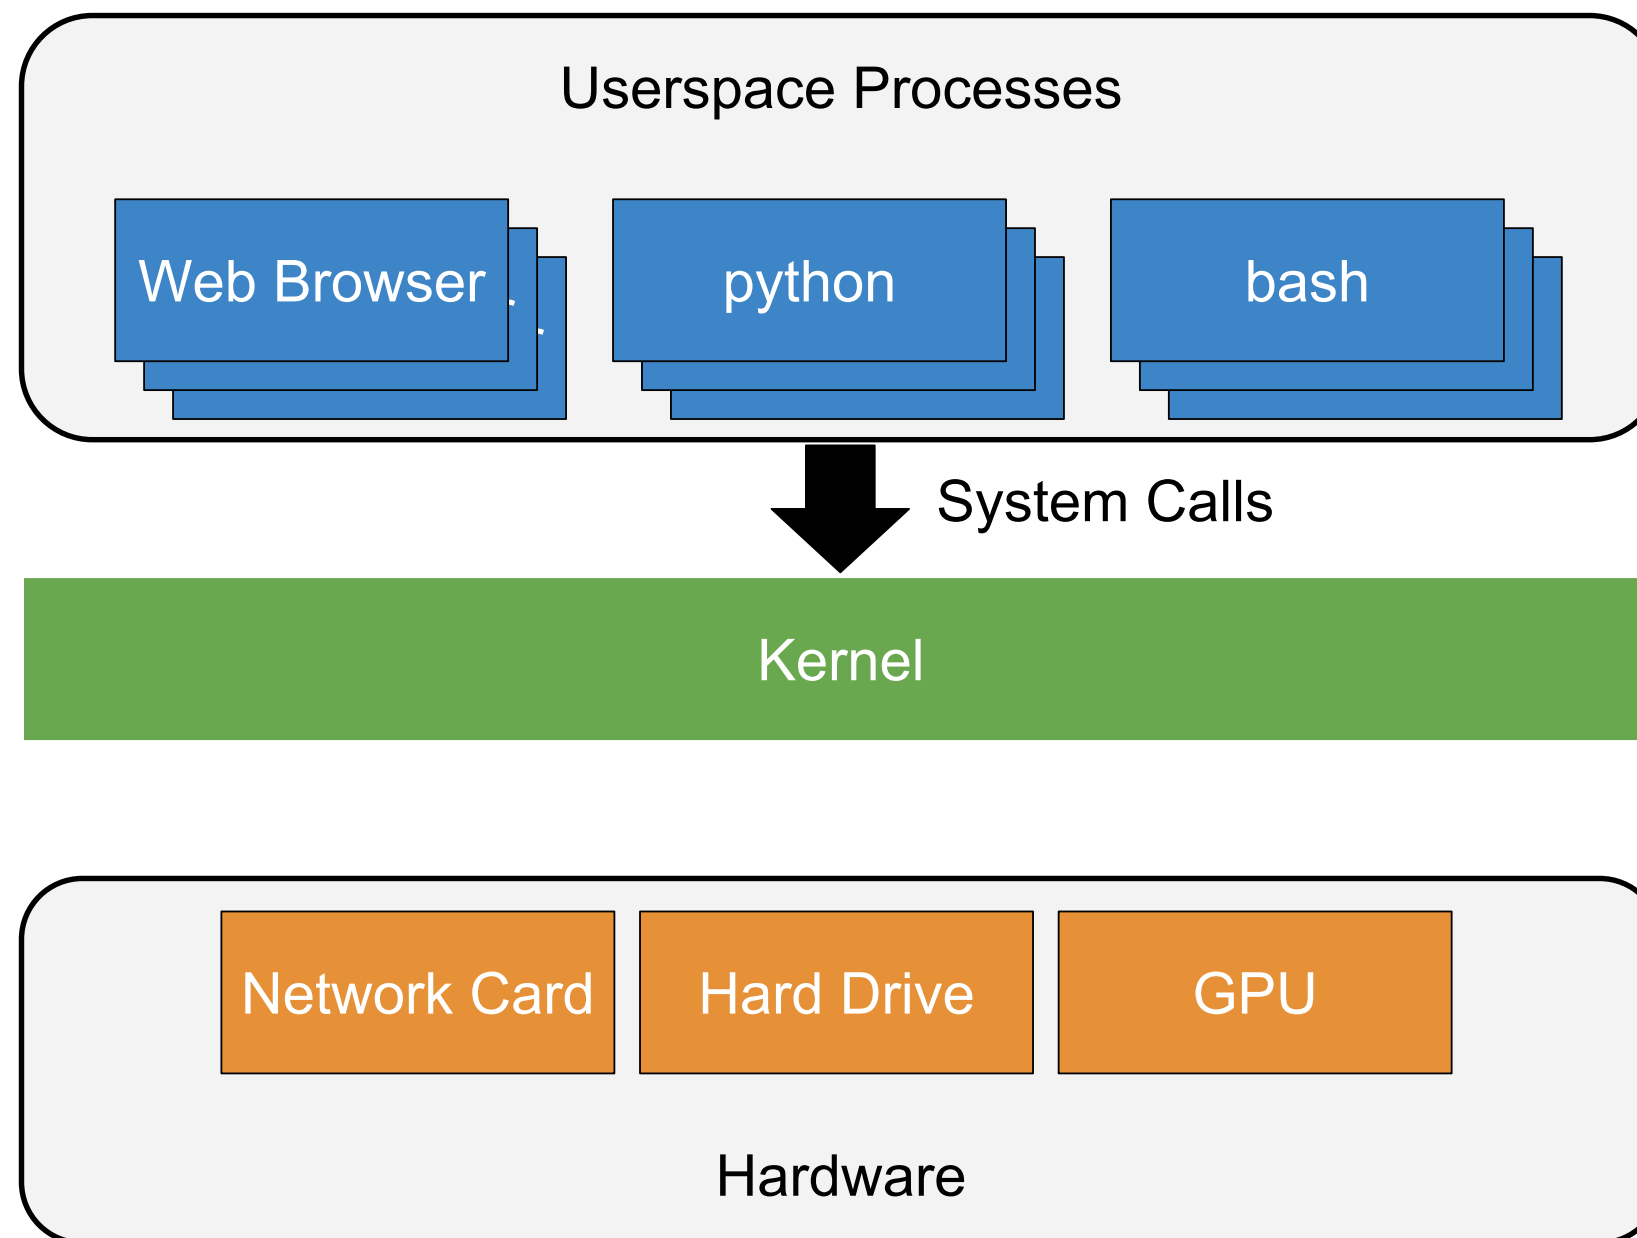 Userspace Processes
Web Browser
python
bash
System Calls
Kernel
Network Card
Hard Drive
GPU
Hardware